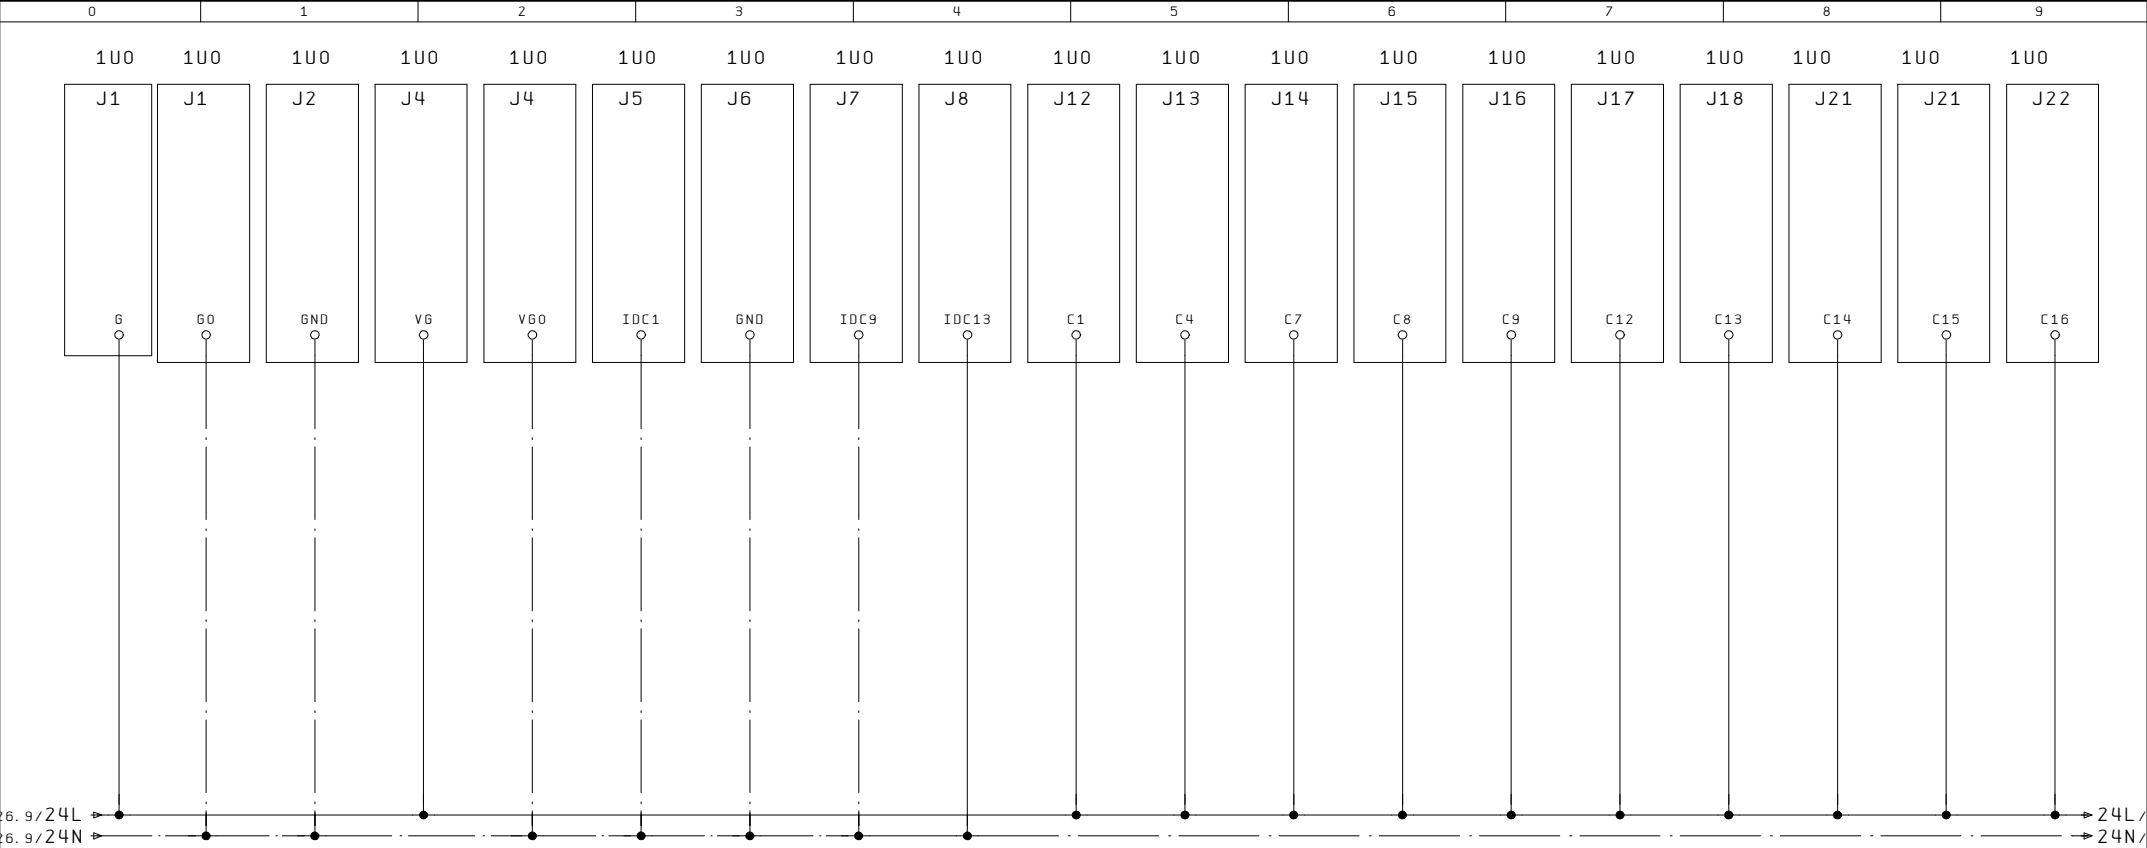 0 1 2 3 4 5 6 7 8 9
1U0 1U0 1U0 1U0 1U0 1U0 1U0 1U0 1U0 1U0 1U0 1U0 1U0 1U0 1U0 1U0 1U0 1U0 1U0
J1 J1 J2 J4 J4 J5 J6 J7 J8 J12 J13 J14 J15 J16 J17 J18 J21 J21 J22
G G0 GND VG VG0 IDC1 GND IDC9 IDC13 C1 C4 C7 C8 C9 C12 C13 C14 C15 C16
26.9/24L 24L/
26.9/24N 24N/